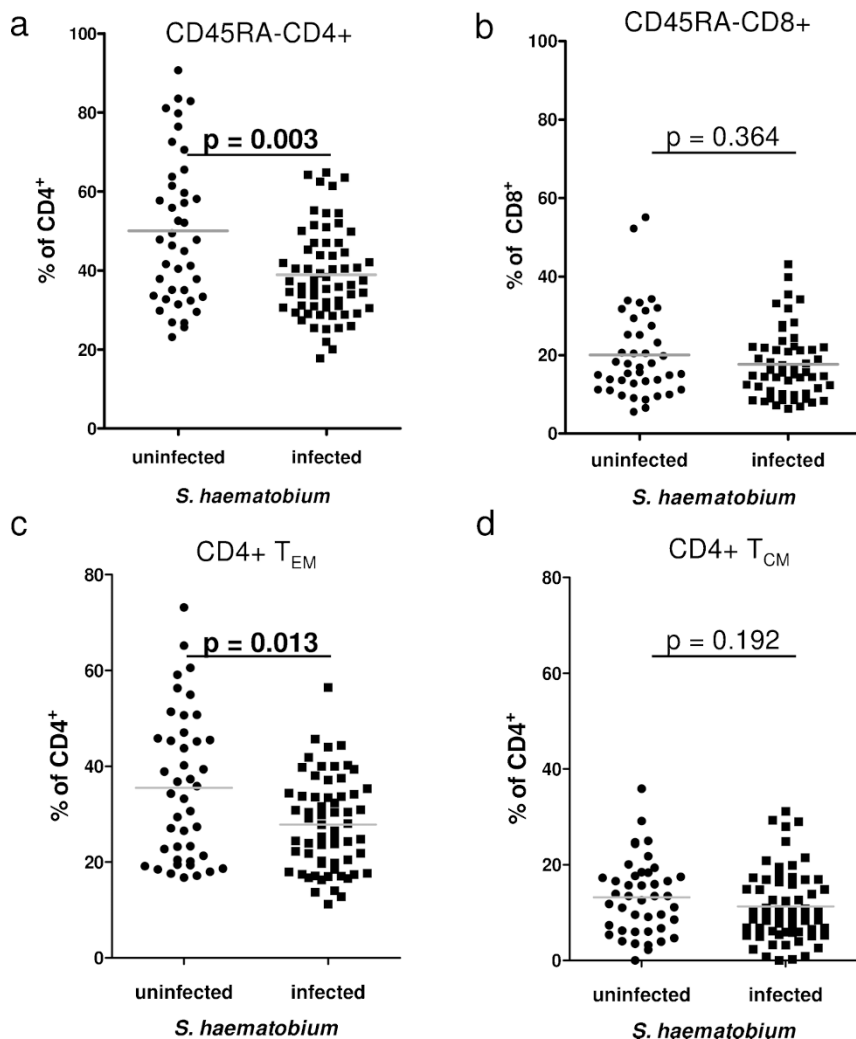 a
CD45RA-CD4+
100
80
60
40
20
0
% of CD4+
p = 0.003
uninfected infected
S. haematobium
b
CD45RA-CD8+
100
80
60
40
20
0
% of CD8+
p = 0.364
uninfected infected
S. haematobium
c
CD4+ TEM
80
60
40
20
0
% of CD4+
p = 0.013
uninfected infected
S. haematobium
d
CD4+ TCM
80
60
40
20
0
% of CD4+
p = 0.192
uninfected infected
S. haematobium